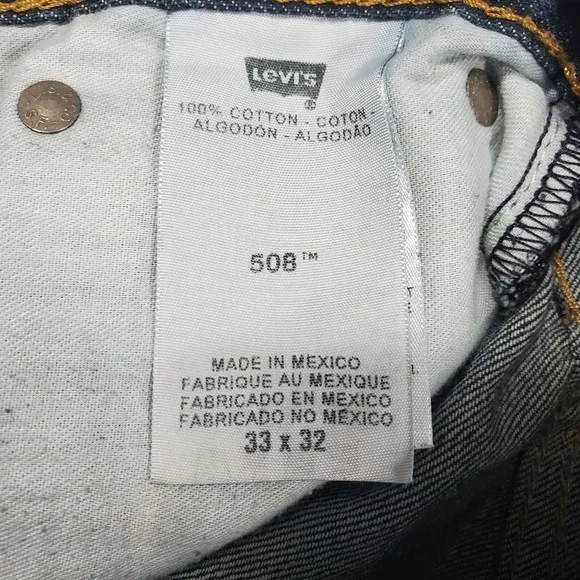 Levi's
®
100% COTTON - COTON -
ALGODÓN - ALGODÃO
508™
MADE IN MEXICO
FABRIQUE AU MEXIQUE
FABRICADO EN MÉXICO
FABRICADO NO MÉXICO
33 x 32